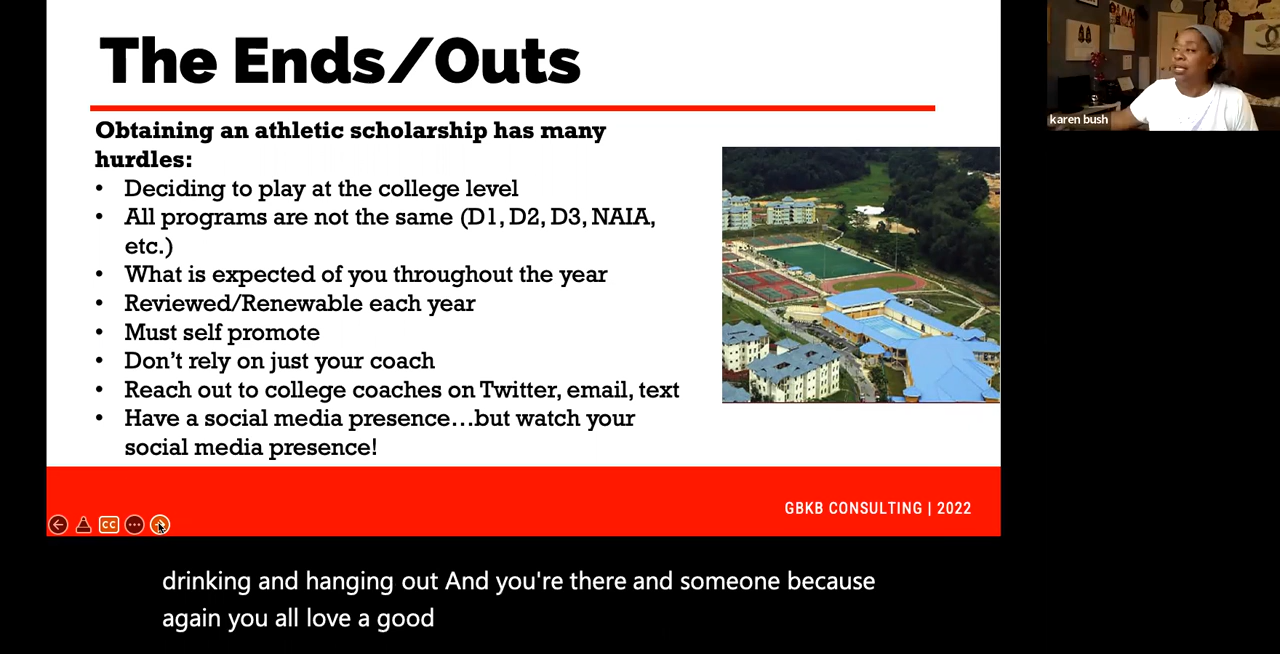 The Ends/Outs
karen bush
Obtaining an athletic scholarship has many
hurdles:
• Deciding to play at the college level
• All programs are not the same (D1, D2, D3, NAIA,
etc.)
• What is expected of you throughout the year
• Reviewed/Renewable each year
• Must self promote
• Don't rely on just your coach
• Reach out to college coaches on Twitter, email, text
• Have a social media presence...but watch your
social media presence!
GBKB CONSULTING | 2022
CC
drinking and hanging out And you're there and someone because
again you all love a good